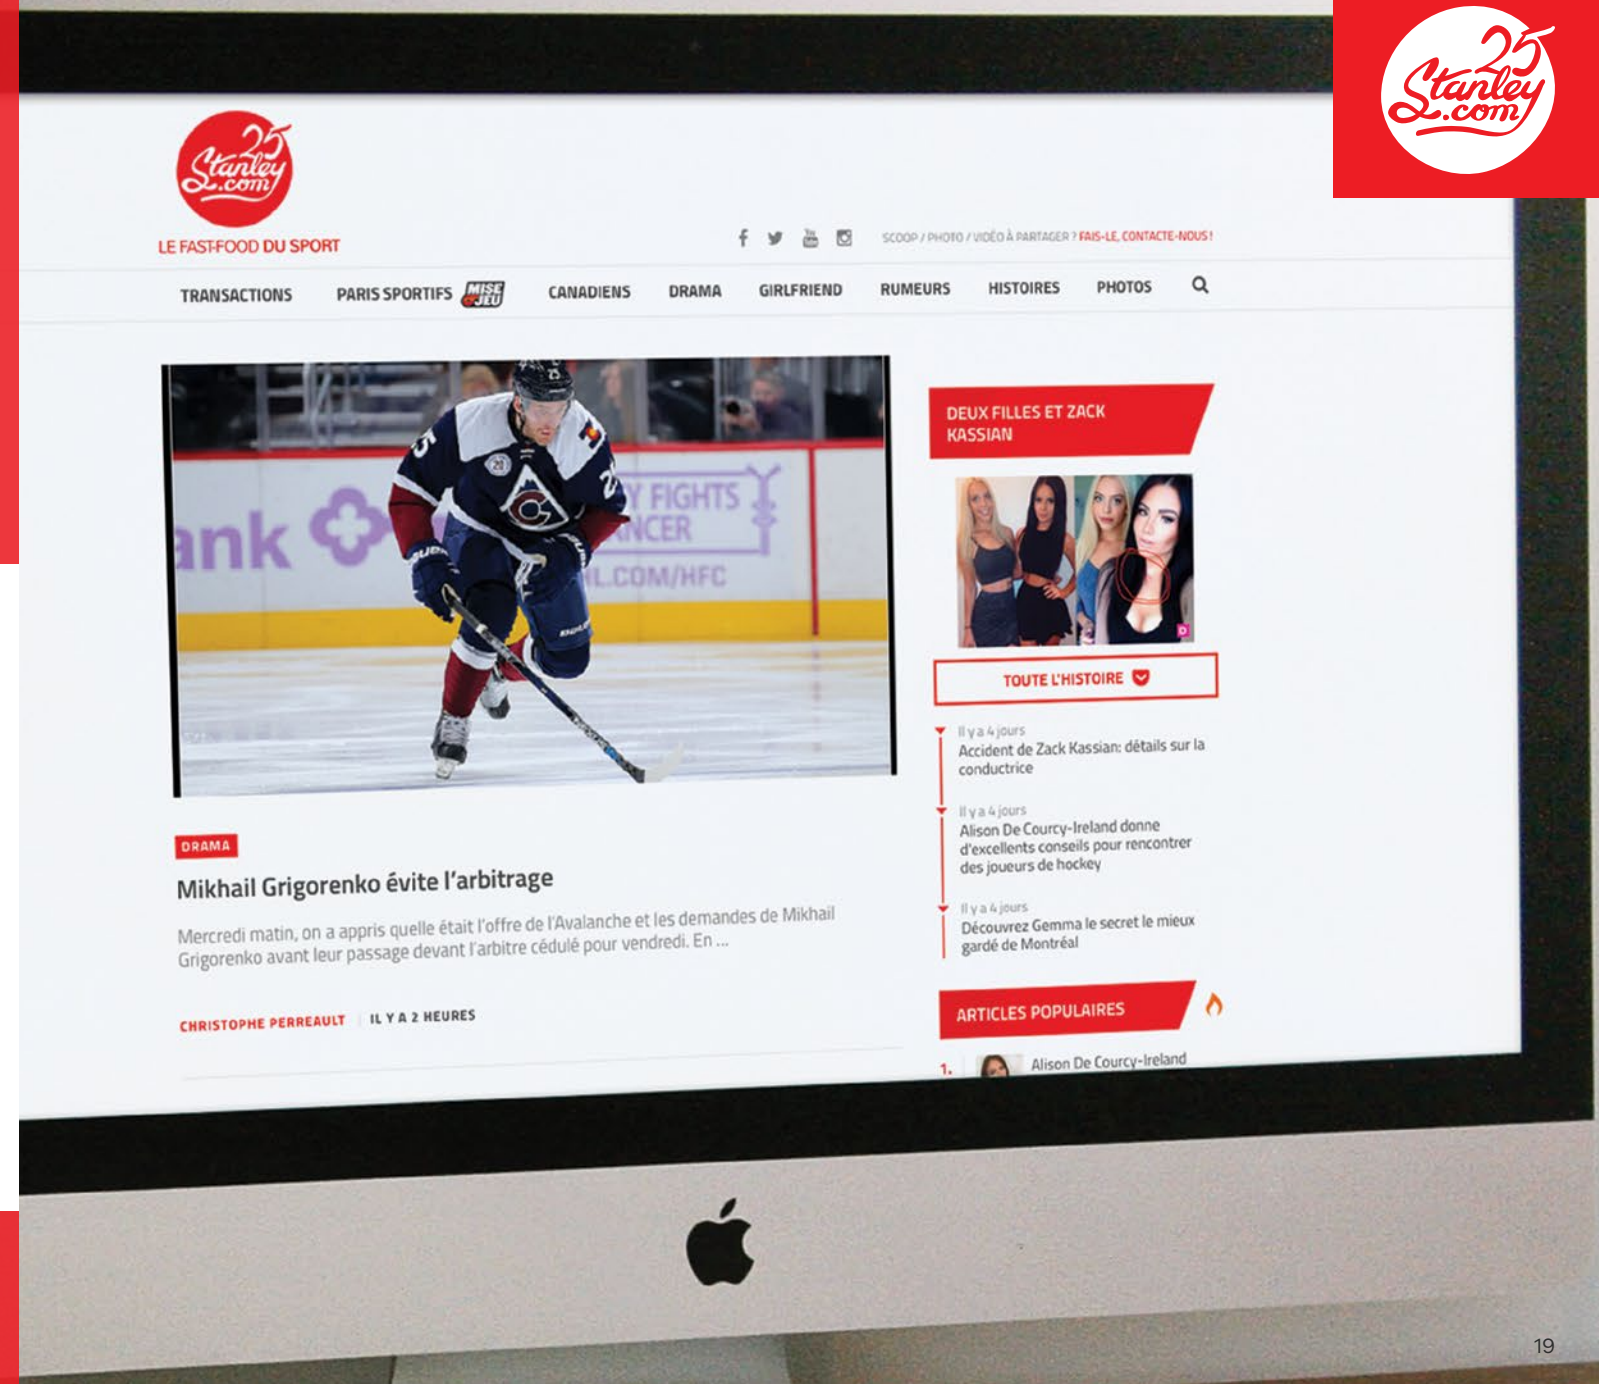 25
Stanley
.com
25
Stanley
.com
LE FAST-FOOD DU SPORT
SCOOP / PHOTO / VIDÉO À PARTAGER ? FAIS-LE, CONTACTE-NOUS !
TRANSACTIONS PARIS SPORTIFS MISE O JEU CANADIENS DRAMA GIRLFRIEND RUMEURS HISTOIRES PHOTOS
25
25
20
ank
Y FIGHTS
ANCER
HL.COM/HFC
DRAMA
Mikhail Grigorenko évite l'arbitrage
Mercredi matin, on a appris quelle était l'offre de l'Avalanche et les demandes de Mikhail
Grigorenko avant leur passage devant l'arbitre cédulé pour vendredi. En ...
CHRISTOPHE PERREAULT IL Y A 2 HEURES
DEUX FILLES ET ZACK
KASSIAN
D
TOUTE L'HISTOIRE
Il y a 4 jours
Accident de Zack Kassian: détails sur la
conductrice
Il y a 4 jours
Alison De Courcy-Ireland donne
d'excellents conseils pour rencontrer
des joueurs de hockey
Il y a 4 jours
Découvrez Gemma le secret le mieux
gardé de Montréal
ARTICLES POPULAIRES
1. Alison De Courcy-Ireland
19